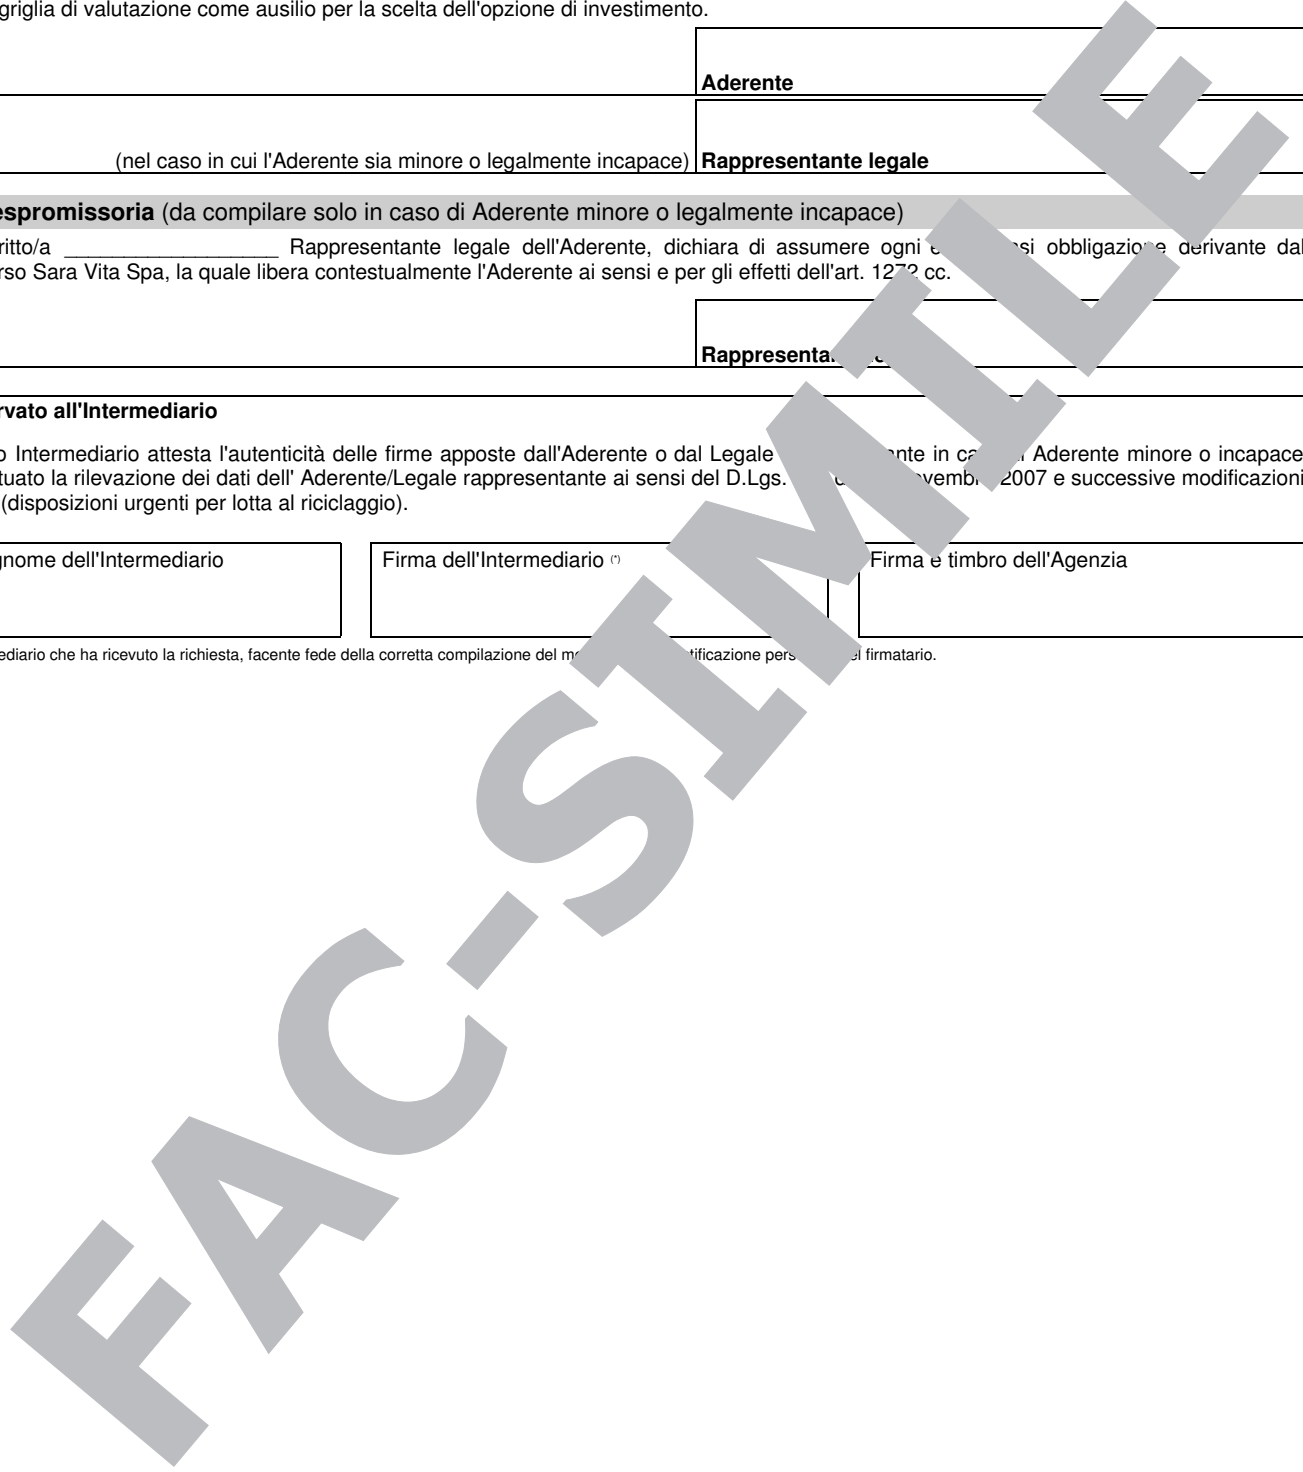 griglia di valutazione come ausilio per la scelta dell'opzione di investimento.
Aderente
(nel caso in cui l'Aderente sia minore o legalmente incapace) Rappresentante legale
espromissoria (da compilare solo in caso di Aderente minore o legalmente incapace)
ritto/a __________________ Rappresentante legale dell'Aderente, dichiara di assumere ogni obbligazione derivante dal
rso Sara Vita Spa, la quale libera contestualmente l'Aderente ai sensi e per gli effetti dell'art. 1272 cc.
rvato all'Intermediario
o Intermediario attesta l'autenticità delle firme apposte dall'Aderente o dal Legale Aderente minore o incapace
tuato la rilevazione dei dati dell' Aderente/Legale rappresentante ai sensi del D.Lgs. 2007 e successive modificazioni
(disposizioni urgenti per lotta al riciclaggio).
gnome dell'Intermediario
Firma dell'Intermediario (*)
Firma e timbro dell'Agenzia
ediario che ha ricevuto la richiesta, facente fede della corretta compilazione del firmatario.
FAC-SIMILE